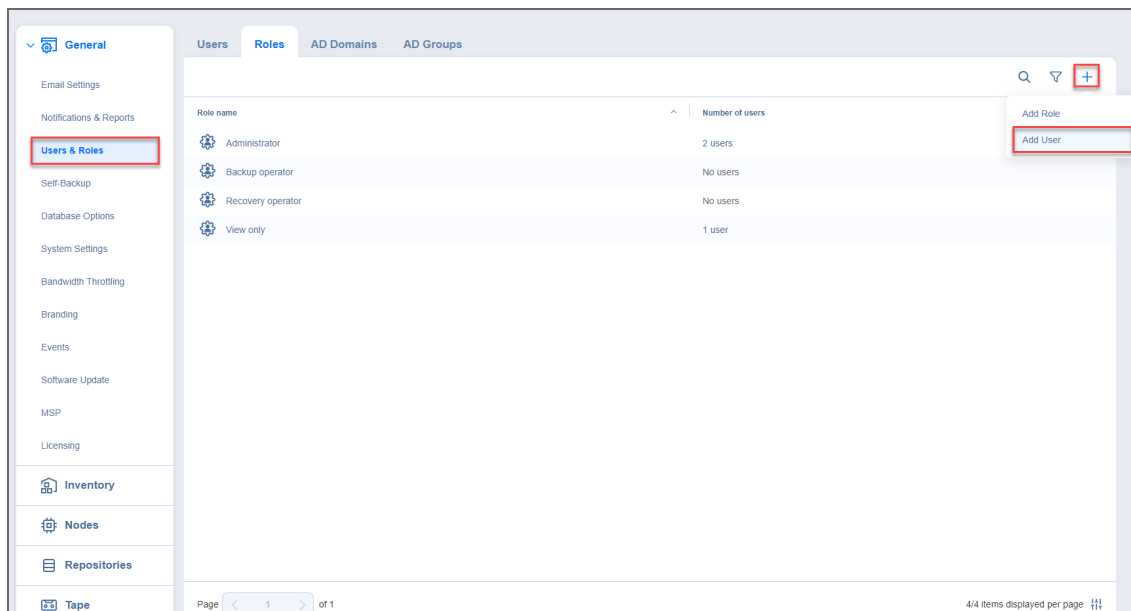 General
Email Settings
Notifications & Reports
Users & Roles
Self-Backup
Database Options
System Settings
Bandwidth Throttling
Branding
Events
Software Update
MSP
Licensing
Inventory
Nodes
Repositories
Tape
Users Roles AD Domains AD Groups
Role name Number of users
Add Role
Add User
Administrator 2 users
Backup operator No users
Recovery operator No users
View only 1 user
Page 1 of 1 4/4 items displayed per page